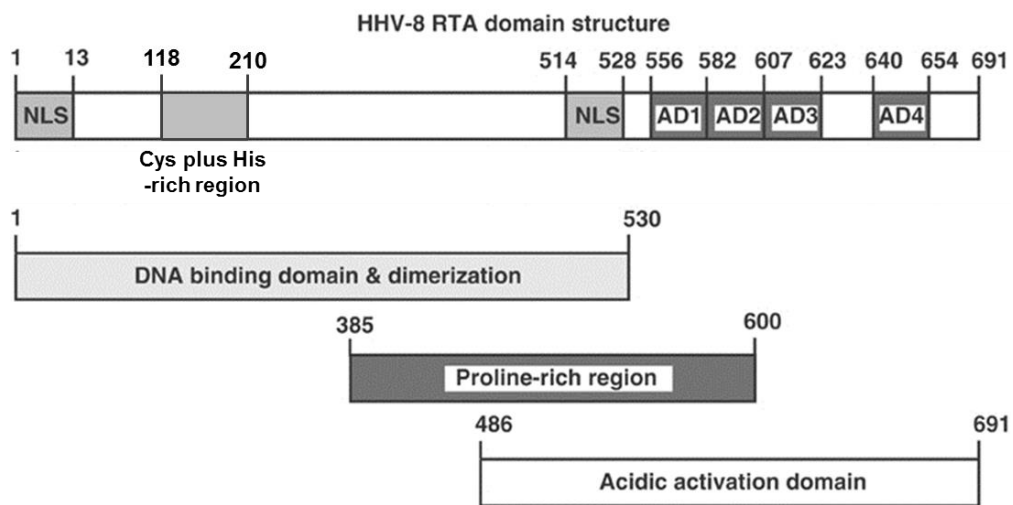 HHV-8 RTA domain structure
1 13 118 210 514 528 556 582 607 623 640 654 691
NLS NLS AD1 AD2 AD3 AD4
Cys plus His
-rich region
1 530
DNA binding domain & dimerization
385 600
Proline-rich region
486 691
Acidic activation domain